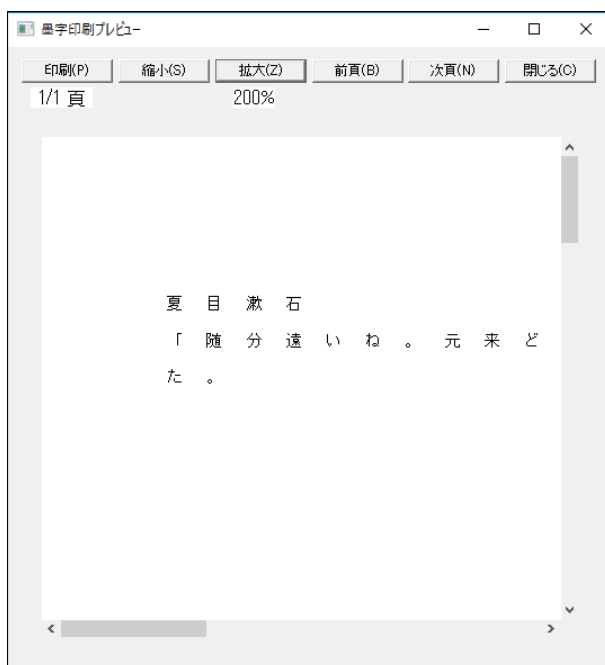 墨字印刷プレビュー
印刷(P) 縮小(S) 拡大(Z) 前頁(B) 次頁(N) 閉じる(C)
1/1 頁 200%
夏目漱石
「随分遠いね。元来ど
た。